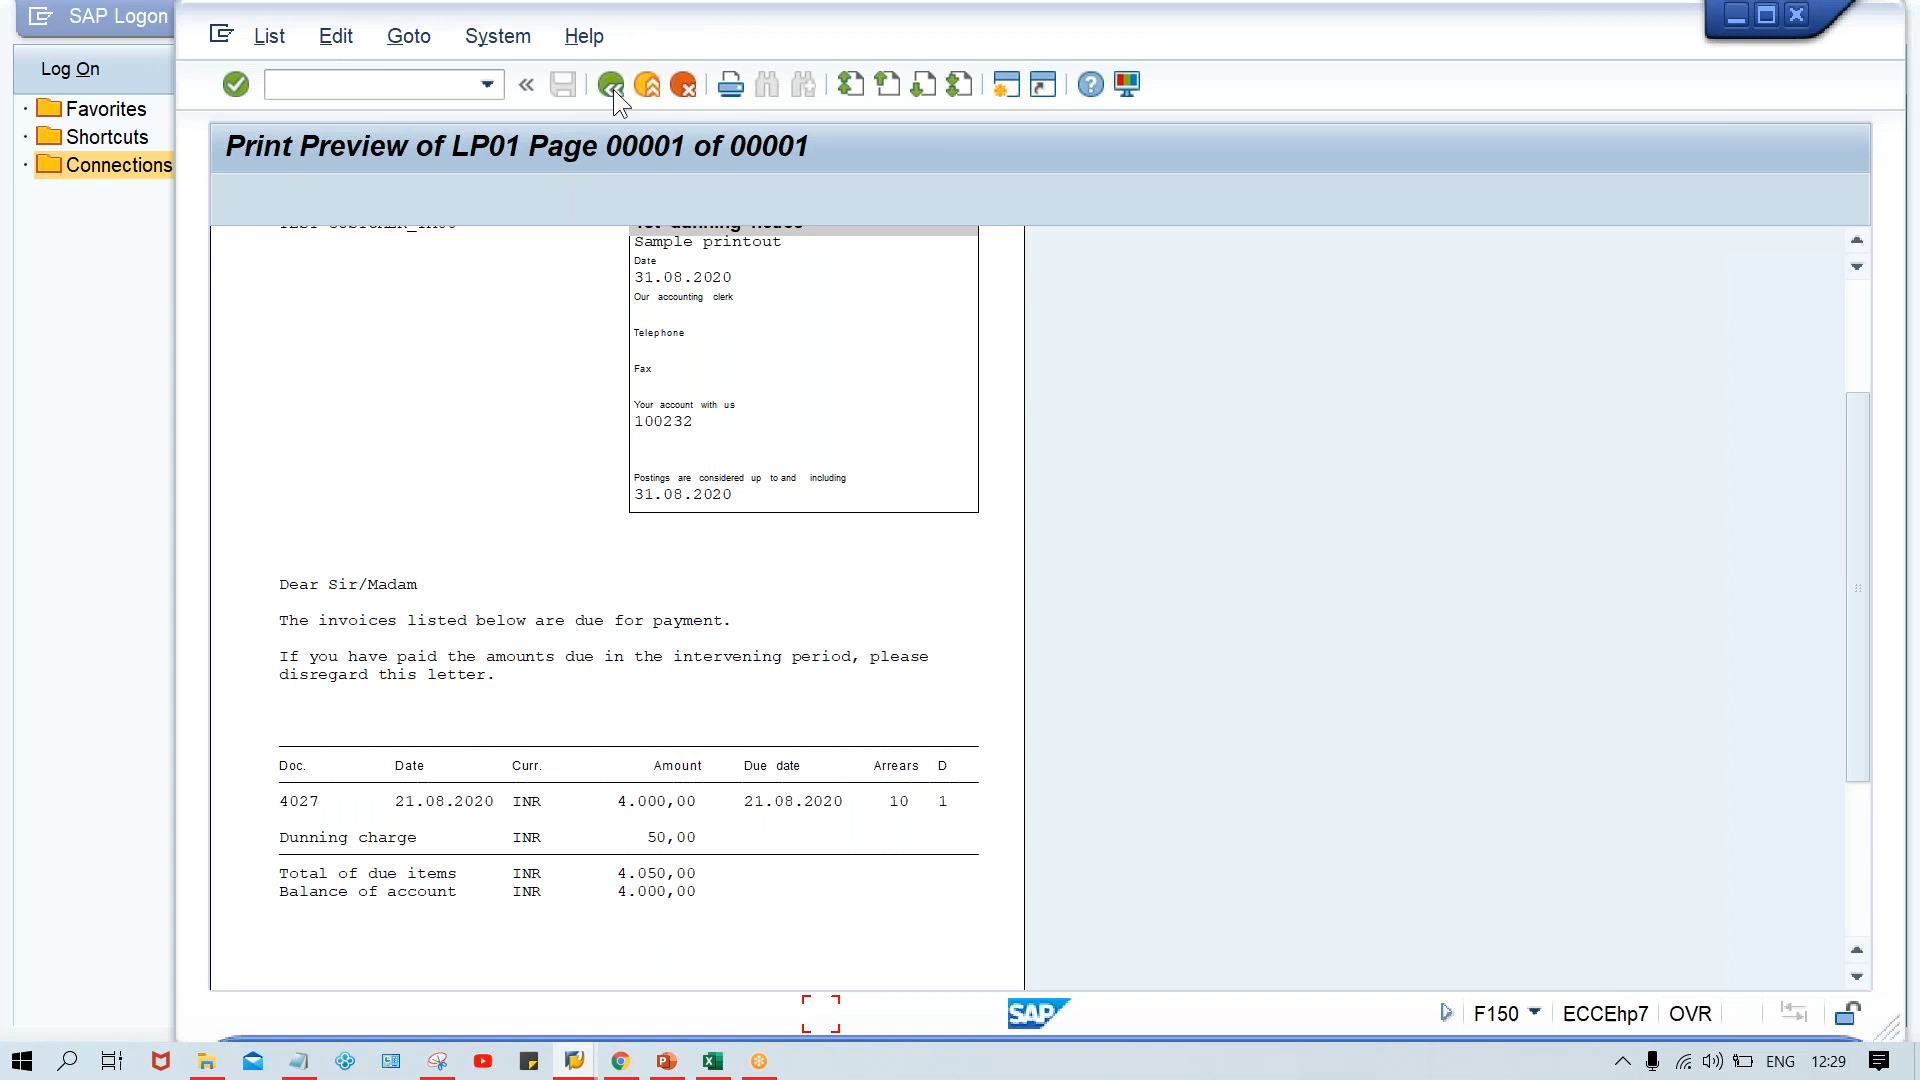 SAP Logon
List Edit Goto System Help
Log On
Favorites
Shortcuts
Connections
Print Preview of LP01 Page 00001 of 00001
Sample printout
Date
31.08.2020
Our accounting clerk
Telephone
Fax
Your account with us
100232
Postings are considered up to and including
31.08.2020
Dear Sir/Madam
The invoices listed below are due for payment.
If you have paid the amounts due in the intervening period, please
disregard this letter.
Doc. Date Curr. Amount Due date Arrears D
4027 21.08.2020 INR 4.000,00 21.08.2020 10 1
Dunning charge INR 50,00
Total of due items INR 4.050,00
Balance of account INR 4.000,00
SAP
F150 ECCEhp7 OVR
ENG 12:29